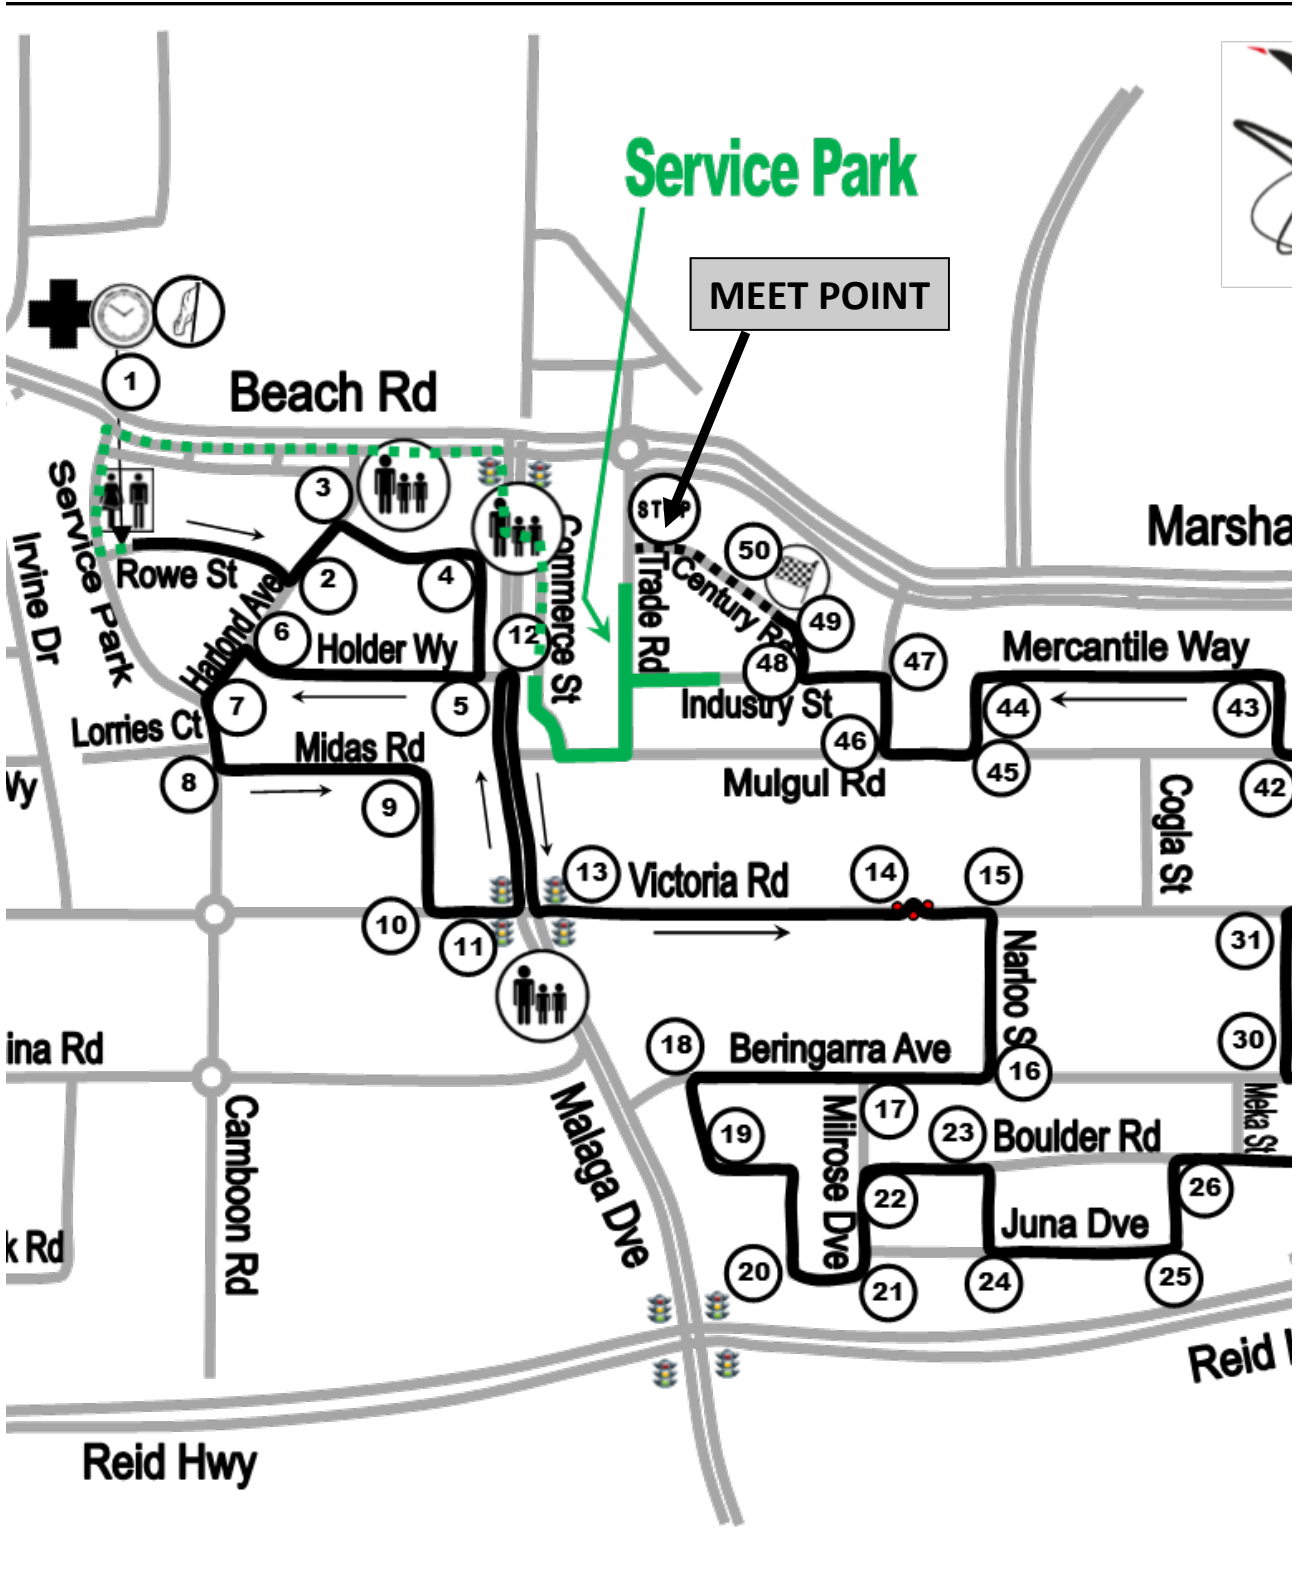 Service Park
MEET POINT
1
Beach Rd
3
STOP
Marsha
50
Service Park
Irvine Dr
Rowe St
2
4
Commerce St
Trade Rd
Century Rd
49
Harlond Ave
6
Holder Wy
12
48
47
Mercantile Way
7
5
Industry St
44
43
Lorries Ct
Midas Rd
46
45
42
8
9
Mulgul Rd
Cogla St
13
Victoria Rd
14
15
10
11
31
Narloo S
ina Rd
18
Beringarra Ave
16
30
Camboon Rd
Malaga Dve
19
Milrose Dve
17
23
Boulder Rd
Meka St
22
26
k Rd
Juna Dve
20
21
24
25
Reid
Reid Hwy